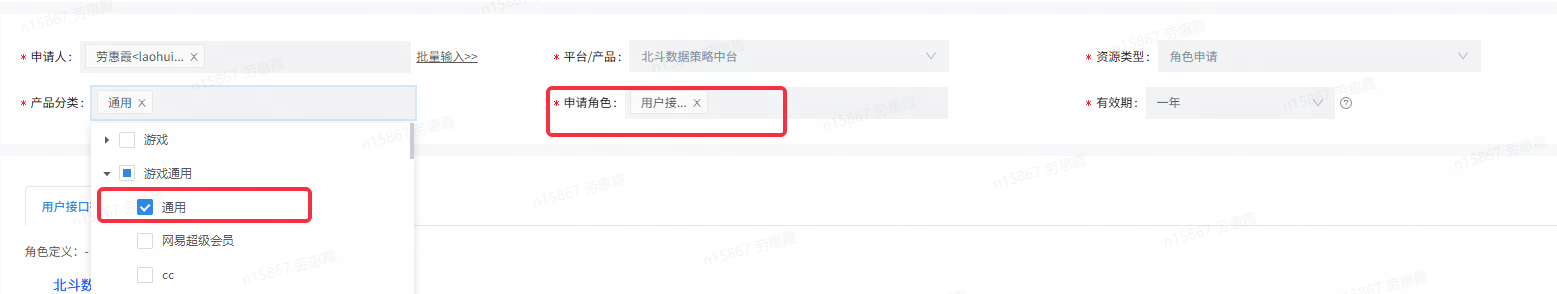 * 申请人： 劳惠霞<laohui... × 批量输入>> * 平台/产品： 北斗数据策略中台 * 资源类型： 角色申请
* 产品分类： 通用 × * 申请角色： 用户接... × * 有效期： 一年
游戏
游戏通用
用户接口
通用
网易超级会员
角色定义：-
cc
北斗数
n15867 劳惠霞